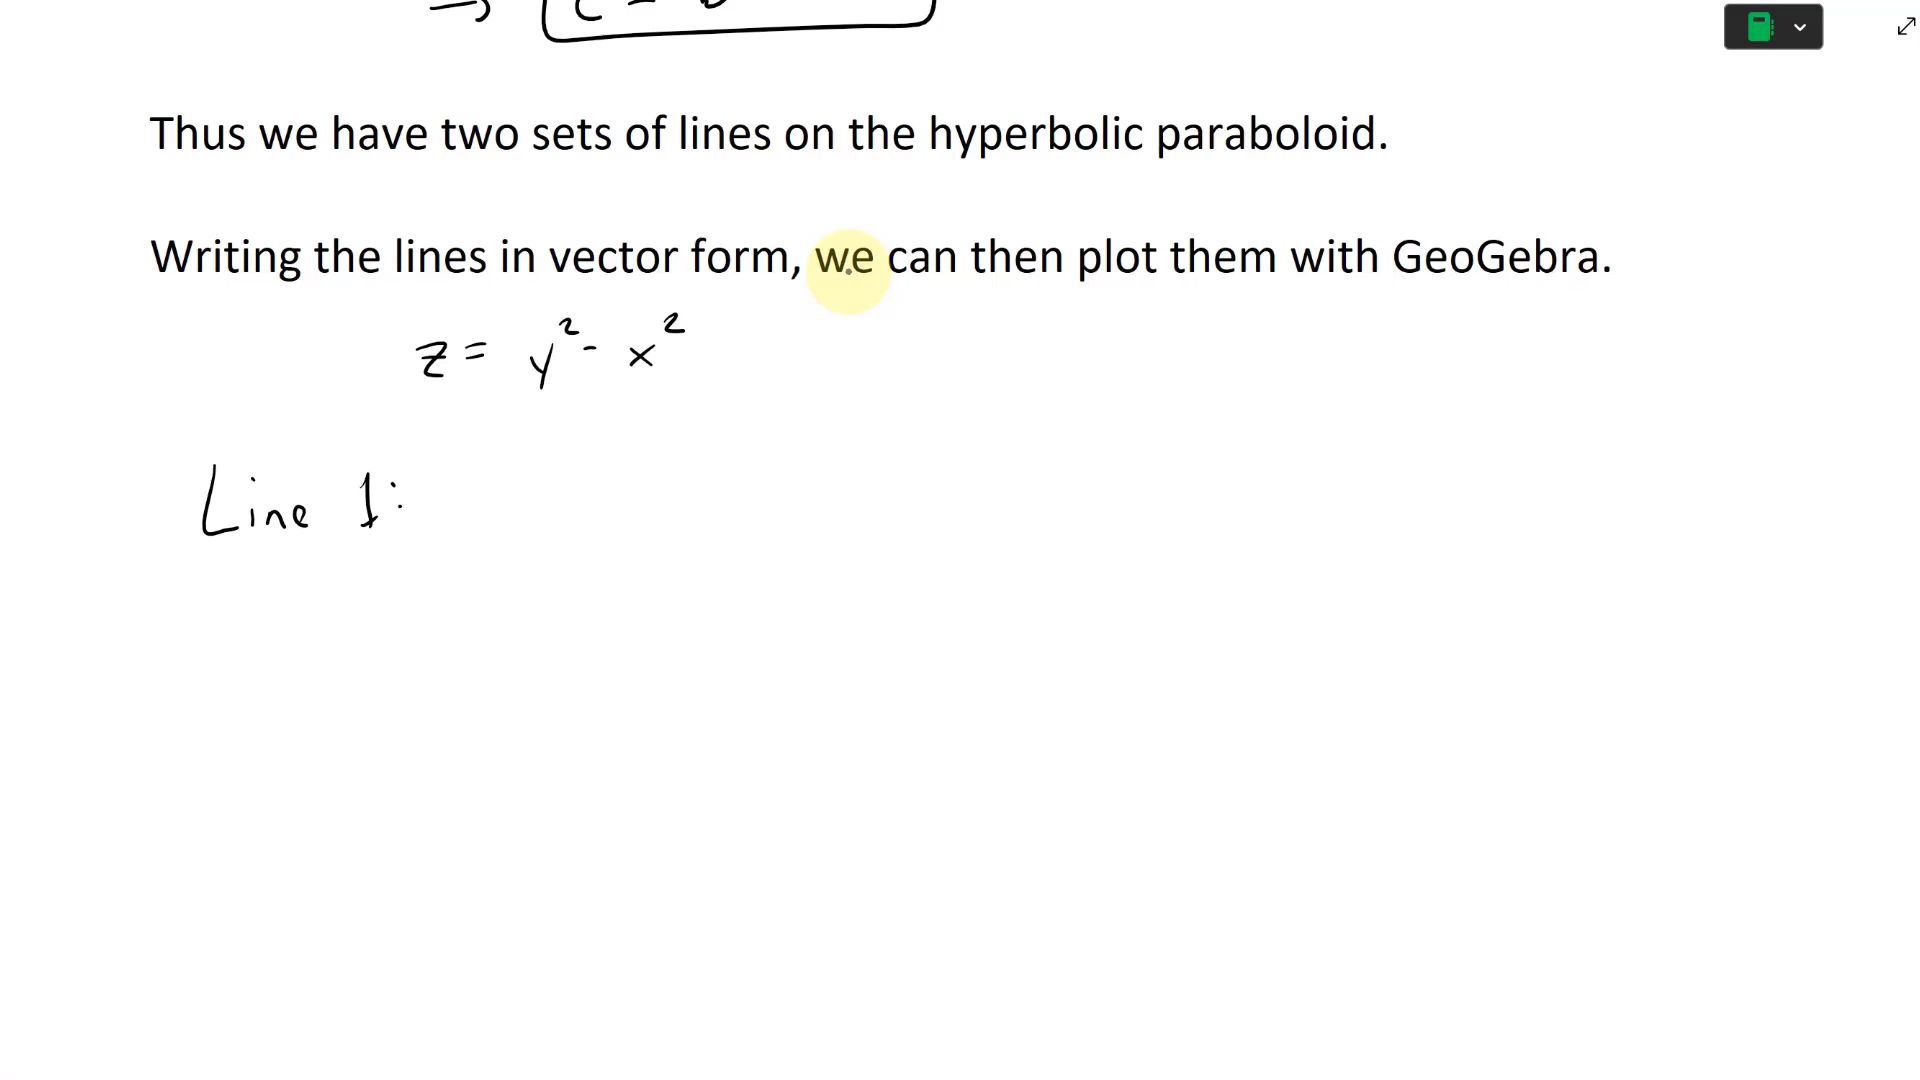 Thus we have two sets of lines on the hyperbolic paraboloid.
Writing the lines in vector form, we can then plot them with GeoGebra.
z = y² - x²
Line 1: